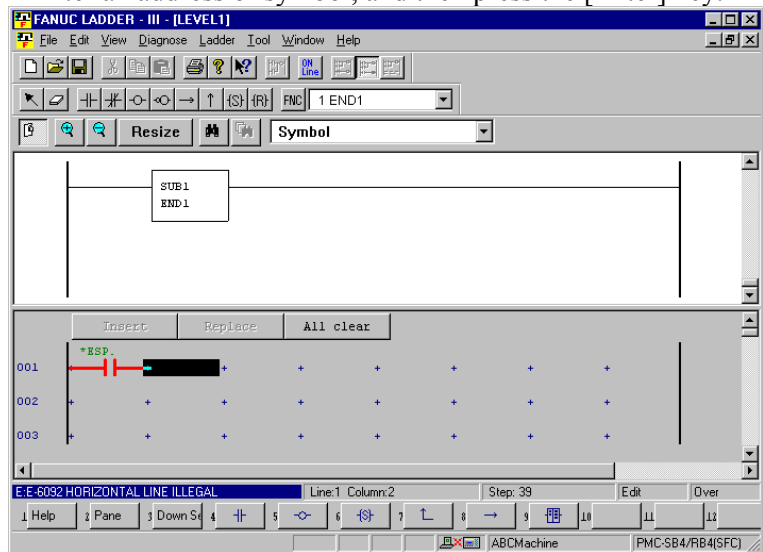 FANUC LADDER - III - [LEVEL1]
File Edit View Diagnose Ladder Tool Window Help
ON Line
{S} {R} FNC 1 END1
Resize Symbol
SUB1
END1
Insert Replace All clear
*ESP.
001
002
003
E:E-6092 HORIZONTAL LINE ILLEGAL Line:1 Column:2 Step: 39 Edit Over
1 Help 2 Pane 3 Down Se 4 5 6 (S) 7 8 9 10 11 12
ABCMachine PMC-SB4/RB4(SFC)